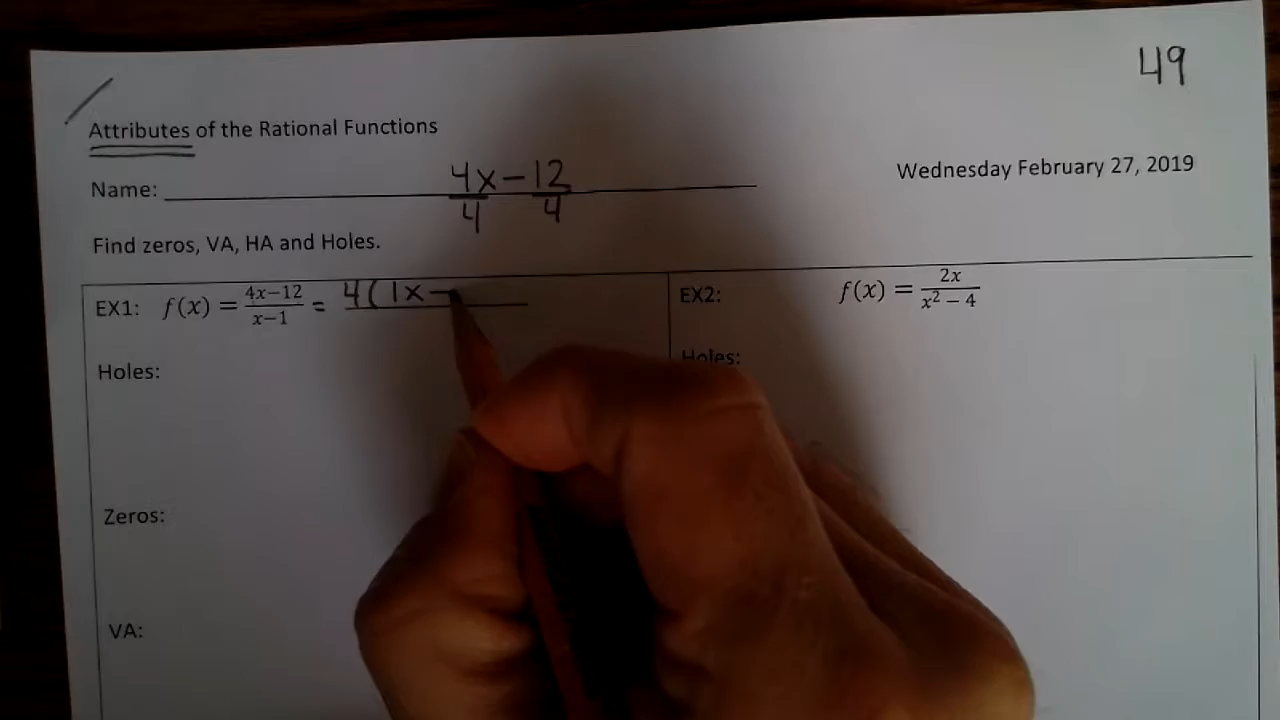 49
Attributes of the Rational Functions
Wednesday February 27, 2019
Name: 4x-12
4 4
Find zeros, VA, HA and Holes.
EX1: f(x) = 4x-12 / x-1 = 4(1x-
EX2: f(x) = 2x / x² - 4
Holes:
Holes:
Zeros:
VA: